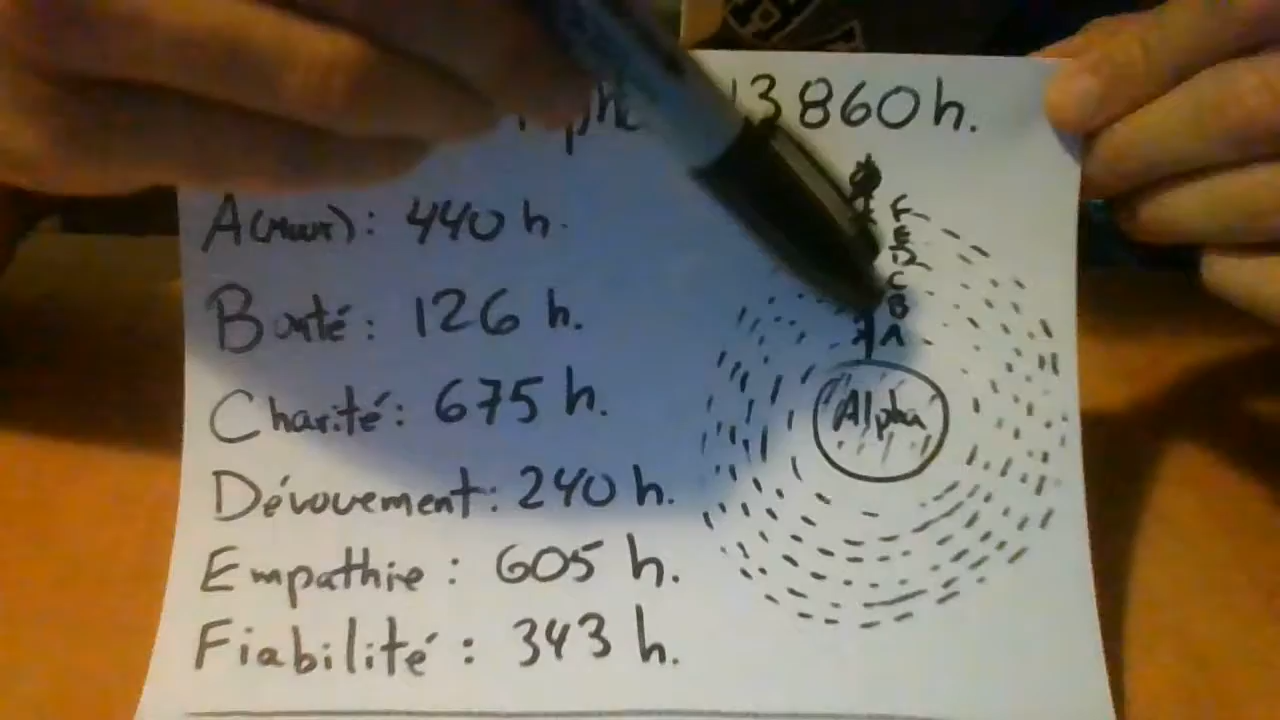 13860 h.
A(mour): 440 h.
Bonté: 126 h.
Charité: 675 h.
Dévouement: 240 h.
Empathie: 605 h.
Fiabilité: 343 h.
F
E
D
C
B
A
Alpha